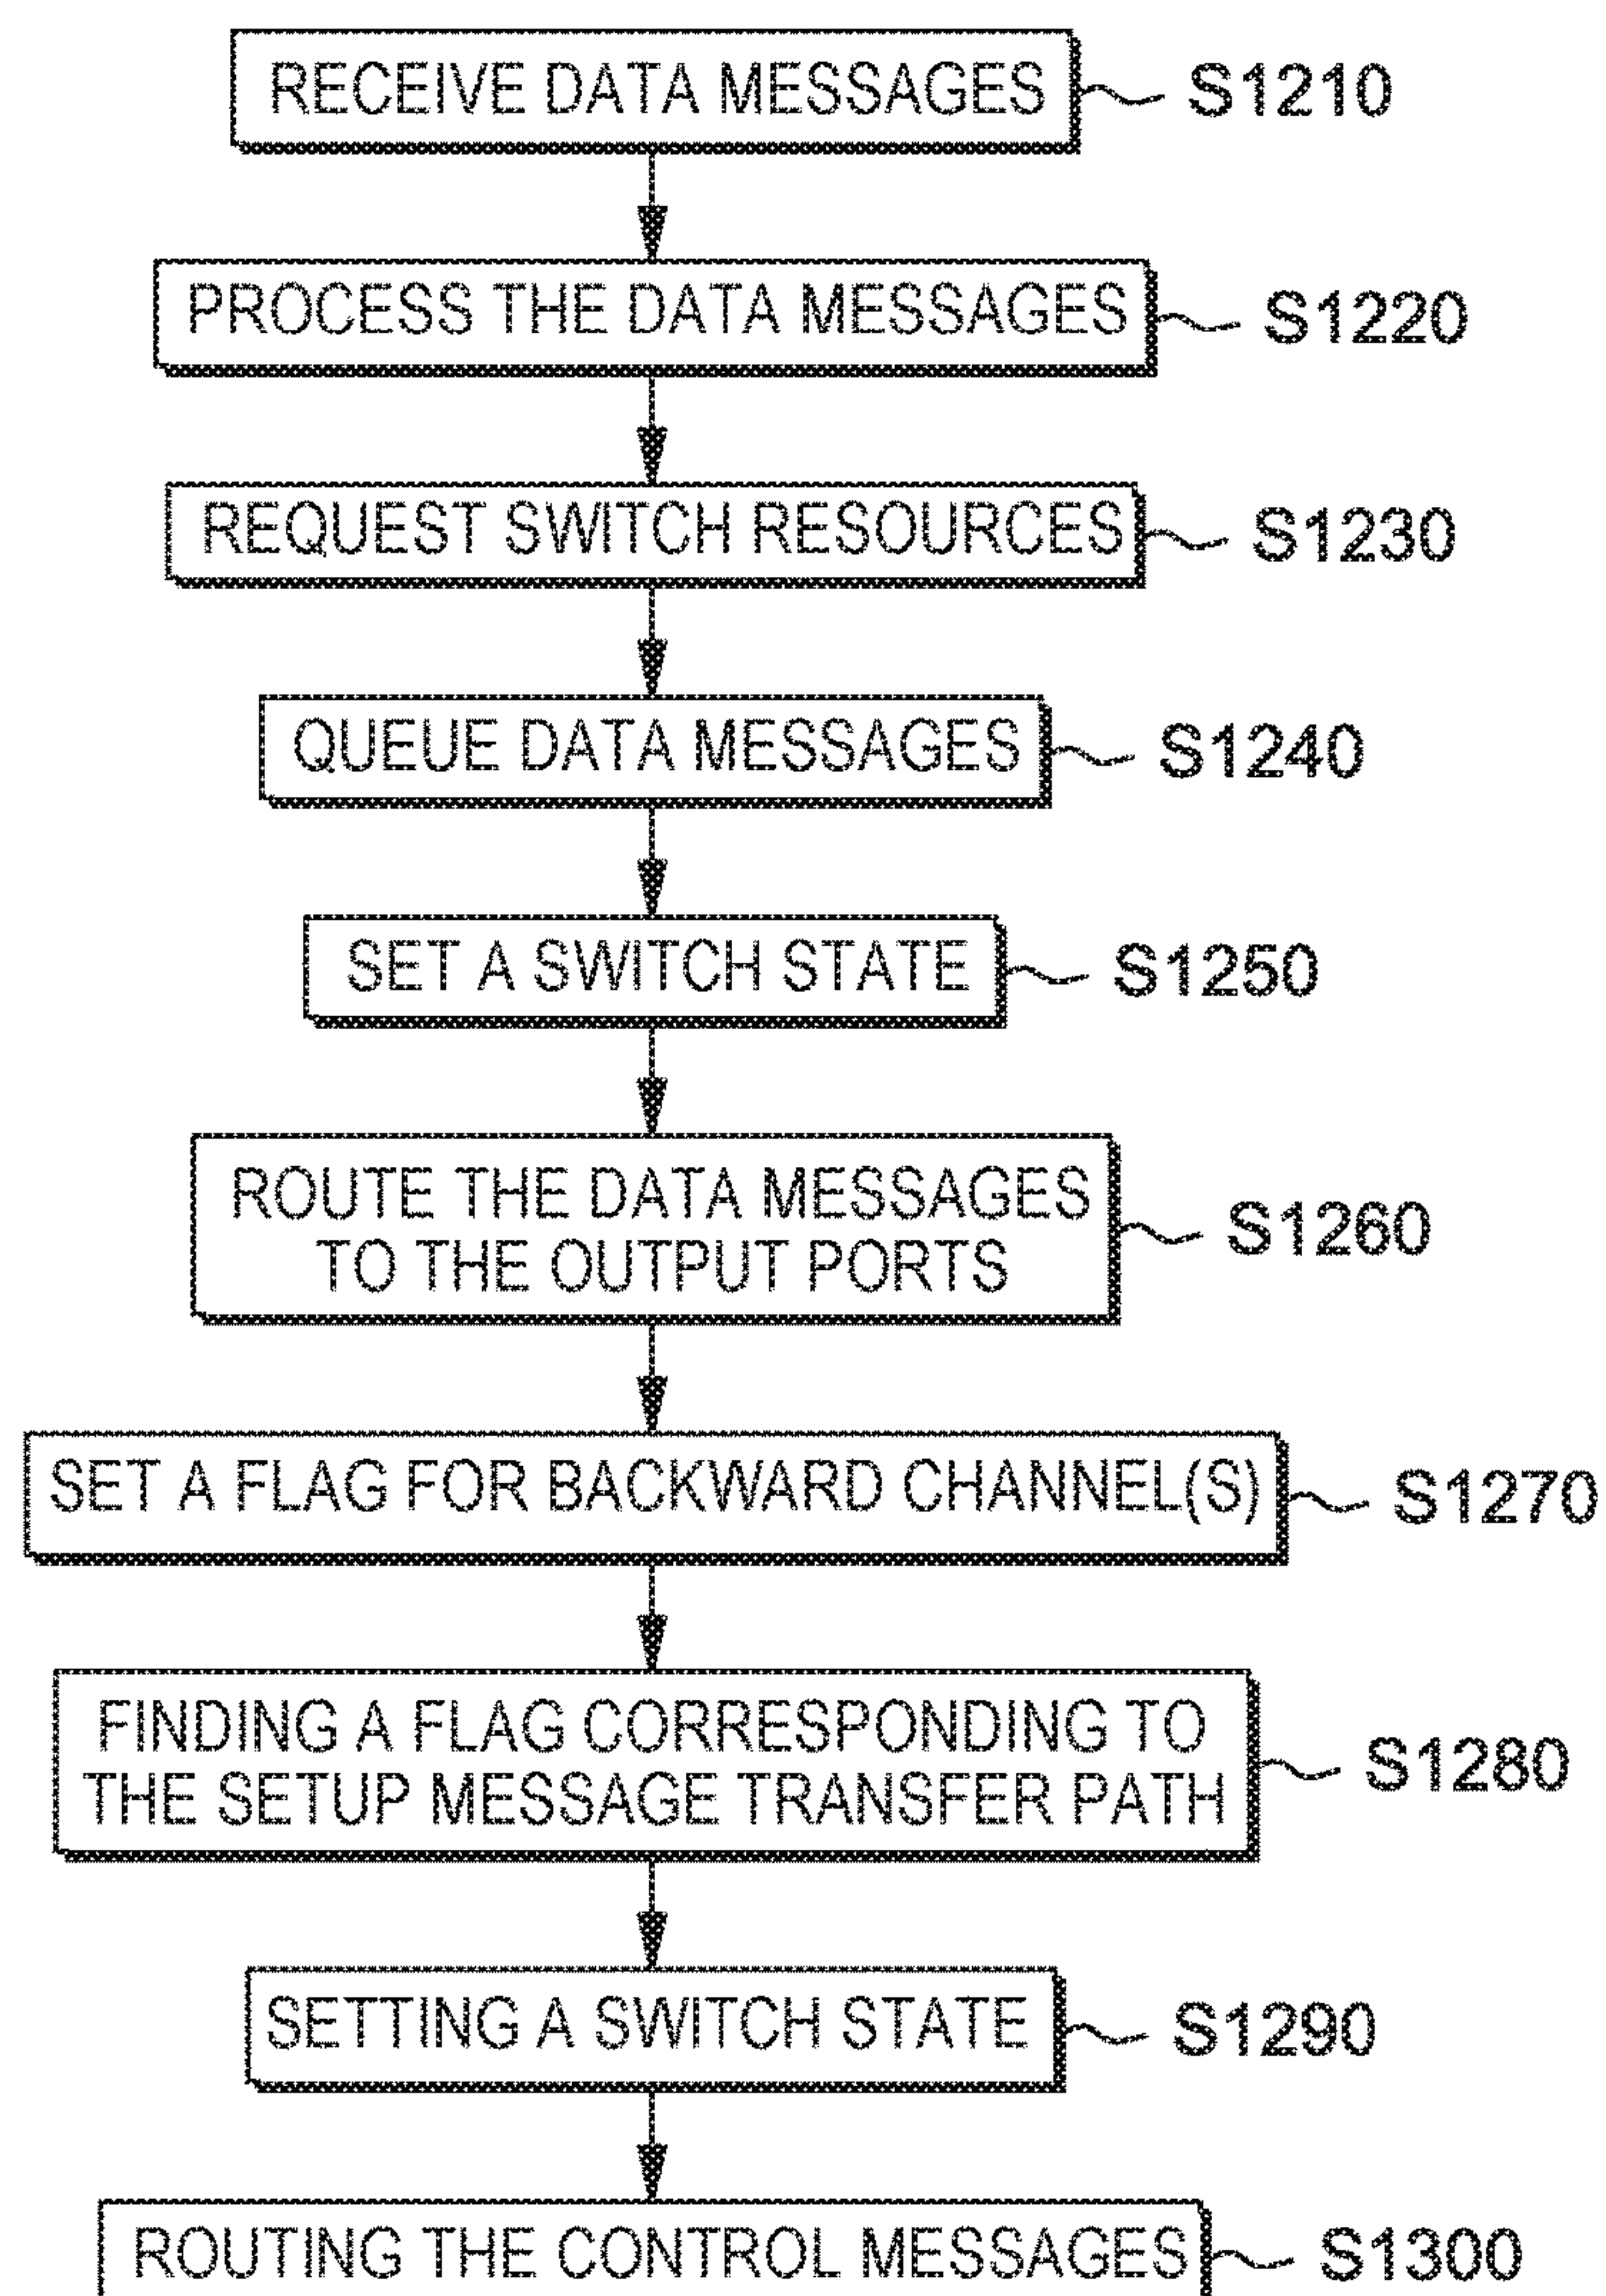 RECEIVE DATA MESSAGES S1210
PROCESS THE DATA MESSAGES S1220
REQUEST SWITCH RESOURCES S1230
QUEUE DATA MESSAGES S1240
SET A SWITCH STATE S1250
ROUTE THE DATA MESSAGES
TO THE OUTPUT PORTS S1260
SET A FLAG FOR BACKWARD CHANNEL(S) S1270
FINDING A FLAG CORRESPONDING TO
THE SETUP MESSAGE TRANSFER PATH S1280
SETTING A SWITCH STATE S1290
ROUTING THE CONTROL MESSAGES S1300